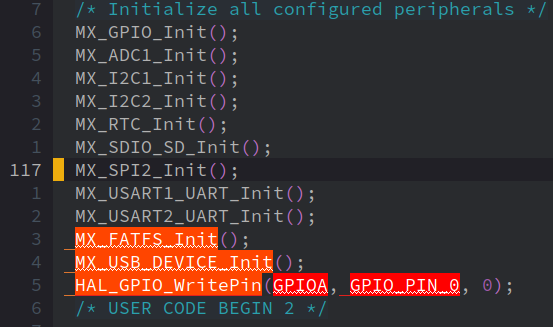 7 /* Initialize all configured peripherals */
6 MX_GPIO_Init();
5 MX_ADC1_Init();
4 MX_I2C1_Init();
3 MX_I2C2_Init();
2 MX_RTC_Init();
1 MX_SDIO_SD_Init();
117 MX_SPI2_Init();
1 MX_USART1_UART_Init();
2 MX_USART2_UART_Init();
3 MX_FATFS_Init();
4 MX_USB_DEVICE_Init();
5 HAL_GPIO_WritePin(GPIOA, GPIO_PIN_0, 0);
6 /* USER CODE BEGIN 2 */